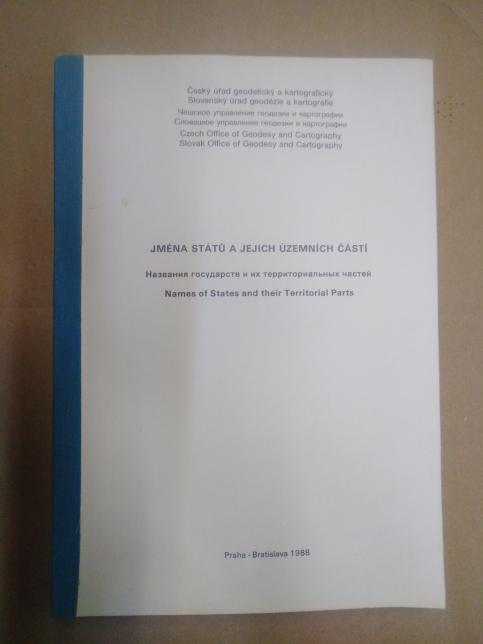 Český úřad geodetický a kartografický
Slovenský úrad geodézie a kartografie
Чешское управление геодезии и картографии
Словацкое управление геодезии и картографии
Czech Office of Geodesy and Cartography
Slovak Office of Geodesy and Cartography
JMÉNA STÁTŮ A JEJICH ÚZEMNÍCH ČÁSTÍ
Названия государств и их территориальных частей
Names of States and their Territorial Parts
Praha - Bratislava 1988